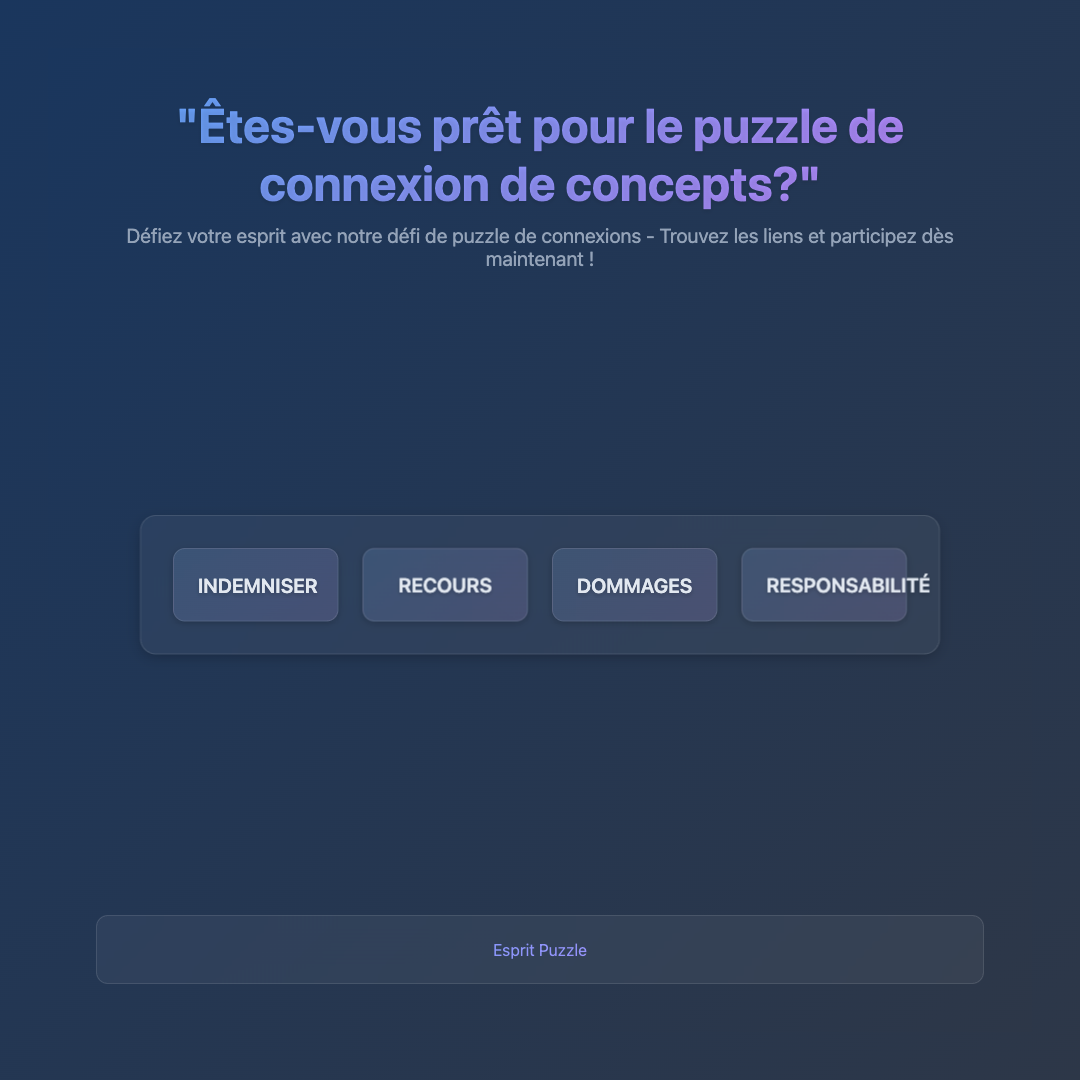 "Êtes-vous prêt pour le puzzle de
connexion de concepts?"
Défiez votre esprit avec notre défi de puzzle de connexions - Trouvez les liens et participez dès
maintenant !
INDEMNISER
RECOURS
DOMMAGES
RESPONSABILITÉ
Esprit Puzzle